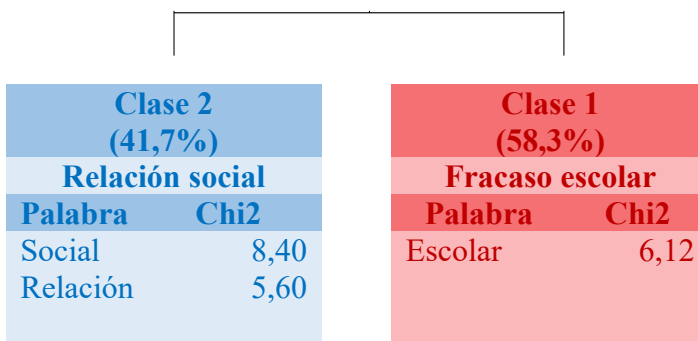 Clase 2
(41,7%)
Relación social
Palabra Chi2
Social 8,40
Relación 5,60
Clase 1
(58,3%)
Fracaso escolar
Palabra Chi2
Escolar 6,12